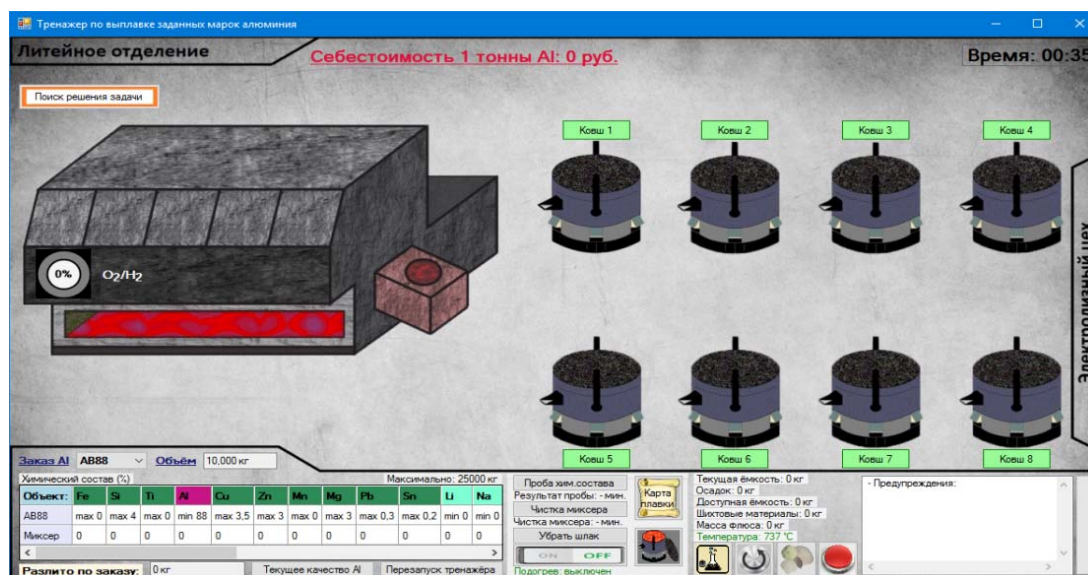 Тренажер по выплавке заданных марок алюминия
Литейное отделение
Себестоимость 1 тонны Al: 0 руб.
Время: 00:35
Поиск решения задачи
Ковш 1
Ковш 2
Ковш 3
Ковш 4
0%
O2/H2
Электролизный цех
Ковш 5
Ковш 6
Ковш 7
Ковш 8
Заказ Al
AB88
Объём
10,000 кг
Химический состав (%)
Максимально: 25000 кг
Объект: Fe Si Ti Al Cu Zn Mn Mg Pb Sn Li Na
AB88 max 0 max 4 max 0 min 88 max 3,5 max 3 max 0 max 3 max 0,3 max 0,2 min 0 min 0
Миксер 0 0 0 0 0 0 0 0 0 0 0 0
Разлито по заказу: 0 кг
Текущее качество Al
Перезапуск тренажёра
Проба хим.состава
Результат пробы: - мин.
Чистка миксера
Чистка миксера: - мин.
Убрать шлак
ON OFF
Подогрев: выключен
Карта плавки
Текущая ёмкость: 0 кг
Осадок: 0 кг
Доступная ёмкость: 0 кг
Шихтовые материалы: 0 кг
Масса флюса: 0 кг
Температура: 737 °C
- Предупреждения: